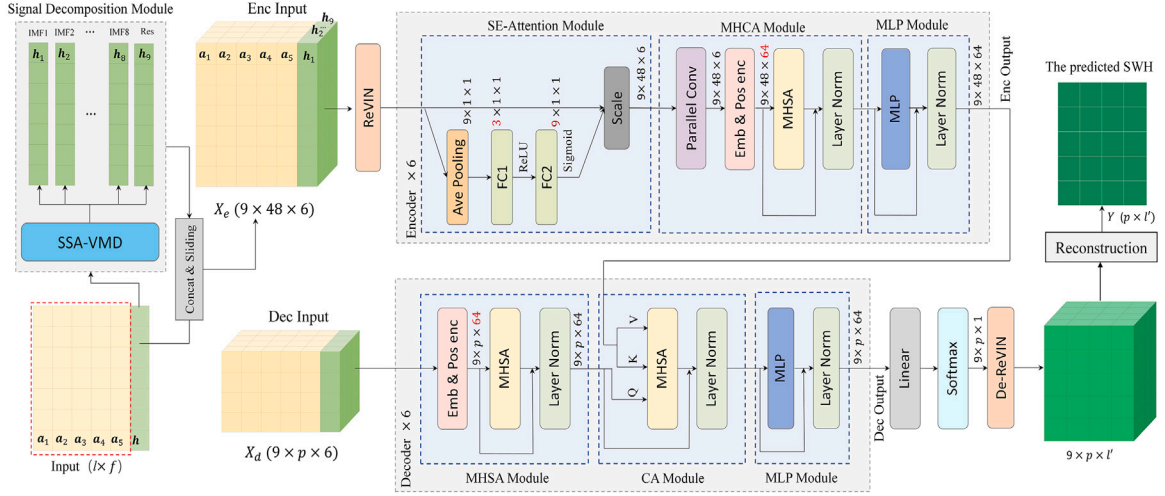 Signal Decomposition Module
IMF1 IMF2 ... IMF8 Res
h₁ h₂ h₈ h₉
...
SSA-VMD
Concat & Sliding
a₁ a₂ a₃ a₄ a₅ h
Input (l× f)
Enc Input
h₉
h₂...
a₁ a₂ a₃ a₄ a₅ h₁
Xₑ (9 × 48 × 6)
ReVIN
Encoder × 6
SE-Attention Module
Ave Pooling
9 × 1 × 1
FC1
3 × 1 × 1
ReLU
FC2
9 × 1 × 1
Sigmoid
Scale
9 × 48 × 6
MHCA Module
Parallel Conv
9 × 48 × 6
Emb & Pos enc
9 × 48 × 64
MHSA
Layer Norm
MLP Module
MLP
Layer Norm
9 × 48 × 64
Enc Output
Dec Input
X_d (9 × p × 6)
Decoder × 6
Emb & Pos enc
9× p × 64
MHSA
Layer Norm
9× p × 64
MHSA Module
V
K
Q
MHSA
Layer Norm
CA Module
MLP
Layer Norm
MLP Module
9× p × 64
Dec Output
Linear
Softmax
9× p × 1
De-ReVIN
9× p × l'
Reconstruction
Y (p × l')
The predicted SWH